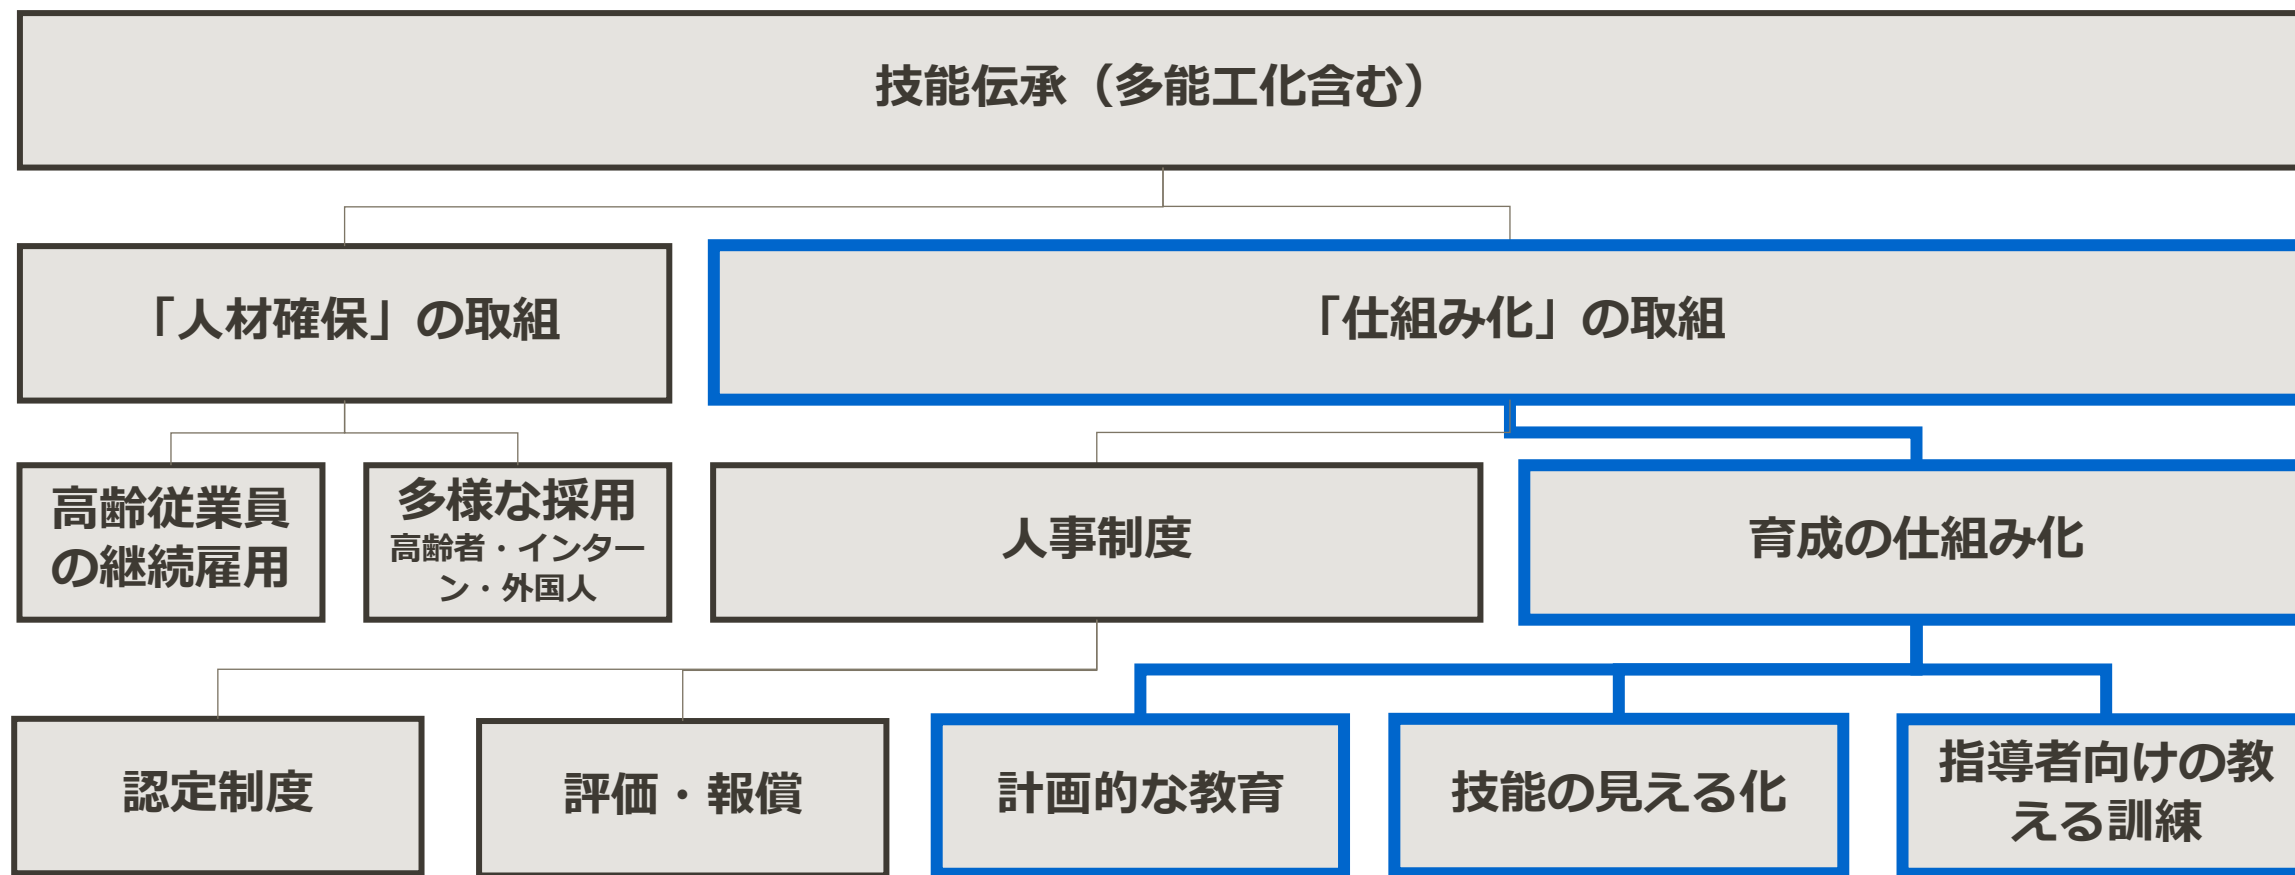 技能伝承（多能工化含む）
「人材確保」の取組
「仕組み化」の取組
高齢従業員
の継続雇用
多様な採用
高齢者・インター
ン・外国人
人事制度
育成の仕組み化
認定制度
評価・報償
計画的な教育
技能の見える化
指導者向けの教
える訓練